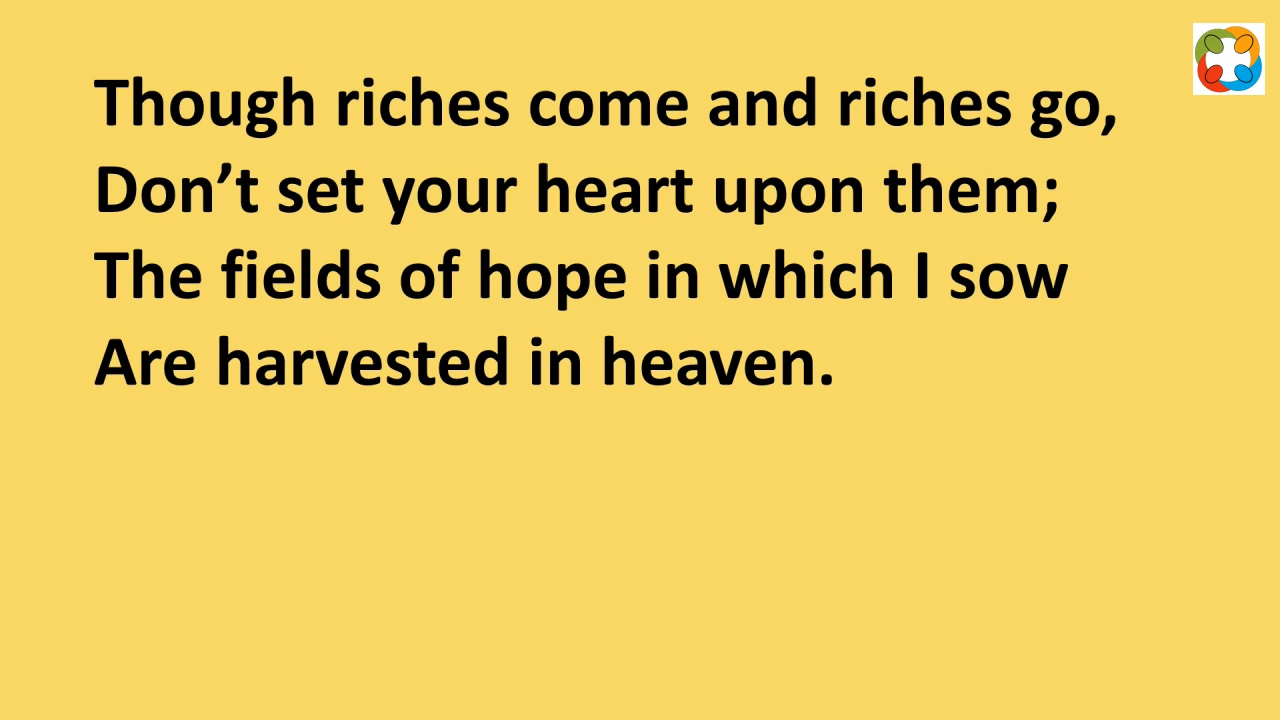 Though riches come and riches go,
Don’t set your heart upon them;
The fields of hope in which I sow
Are harvested in heaven.